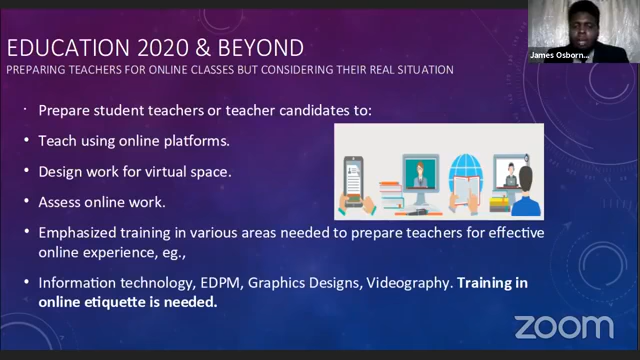 James Osborn...
EDUCATION 2020 & BEYOND
PREPARING TEACHERS FOR ONLINE CLASSES BUT CONSIDERING THEIR REAL SITUATION
· Prepare student teachers or teacher candidates to:
• Teach using online platforms.
• Design work for virtual space.
• Assess online work.
• Emphasized training in various areas needed to prepare teachers for effective
online experience, eg.,
• Information technology, EDPM, Graphics Designs, Videography. Training in
online etiquette is needed.
zoom